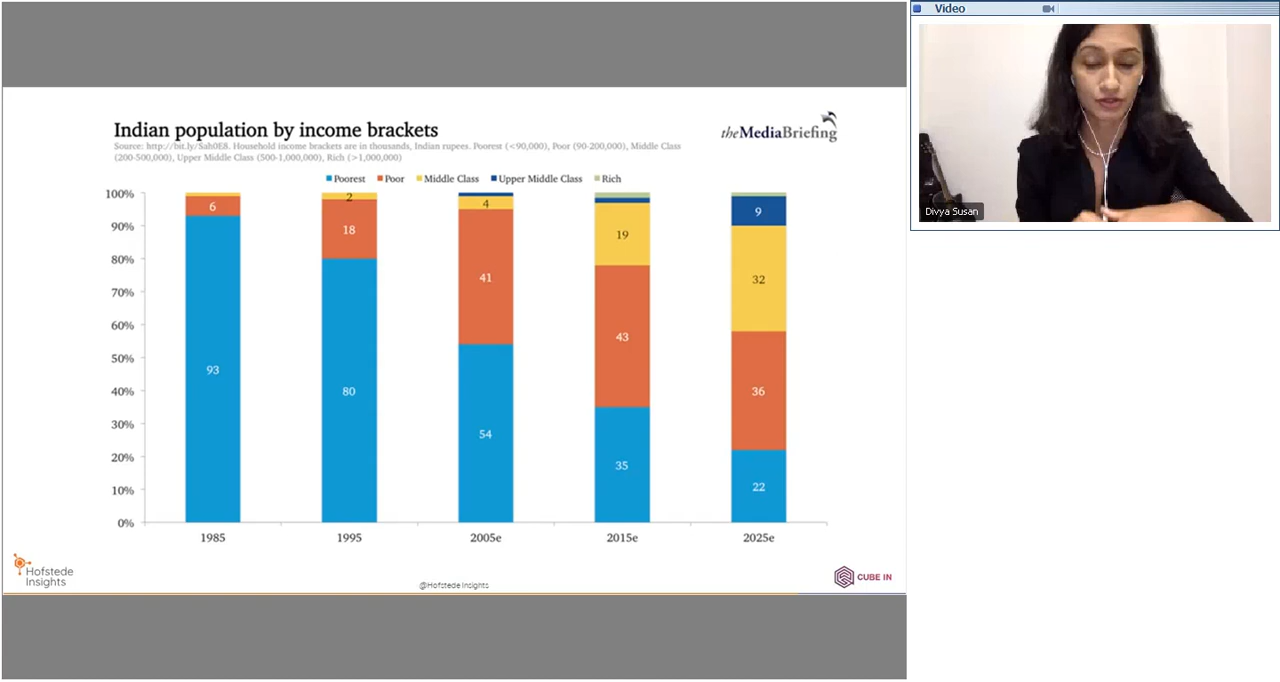 Indian population by income brackets
Source: http://bit.ly/Sah0E8. Household income brackets are in thousands, Indian rupees. Poorest (<90,000), Poor (90-200,000), Middle Class
(200-500,000), Upper Middle Class (500-1,000,000), Rich (>1,000,000)
theMediaBriefing
Poorest Poor Middle Class Upper Middle Class Rich
100%
90%
80%
70%
60%
50%
40%
30%
20%
10%
0%
6
93
2
18
80
4
41
54
19
43
35
9
32
36
22
1985 1995 2005e 2015e 2025e
Hofstede
Insights
@Hofstede Insights
CUBE IN
Video
Divya Susan